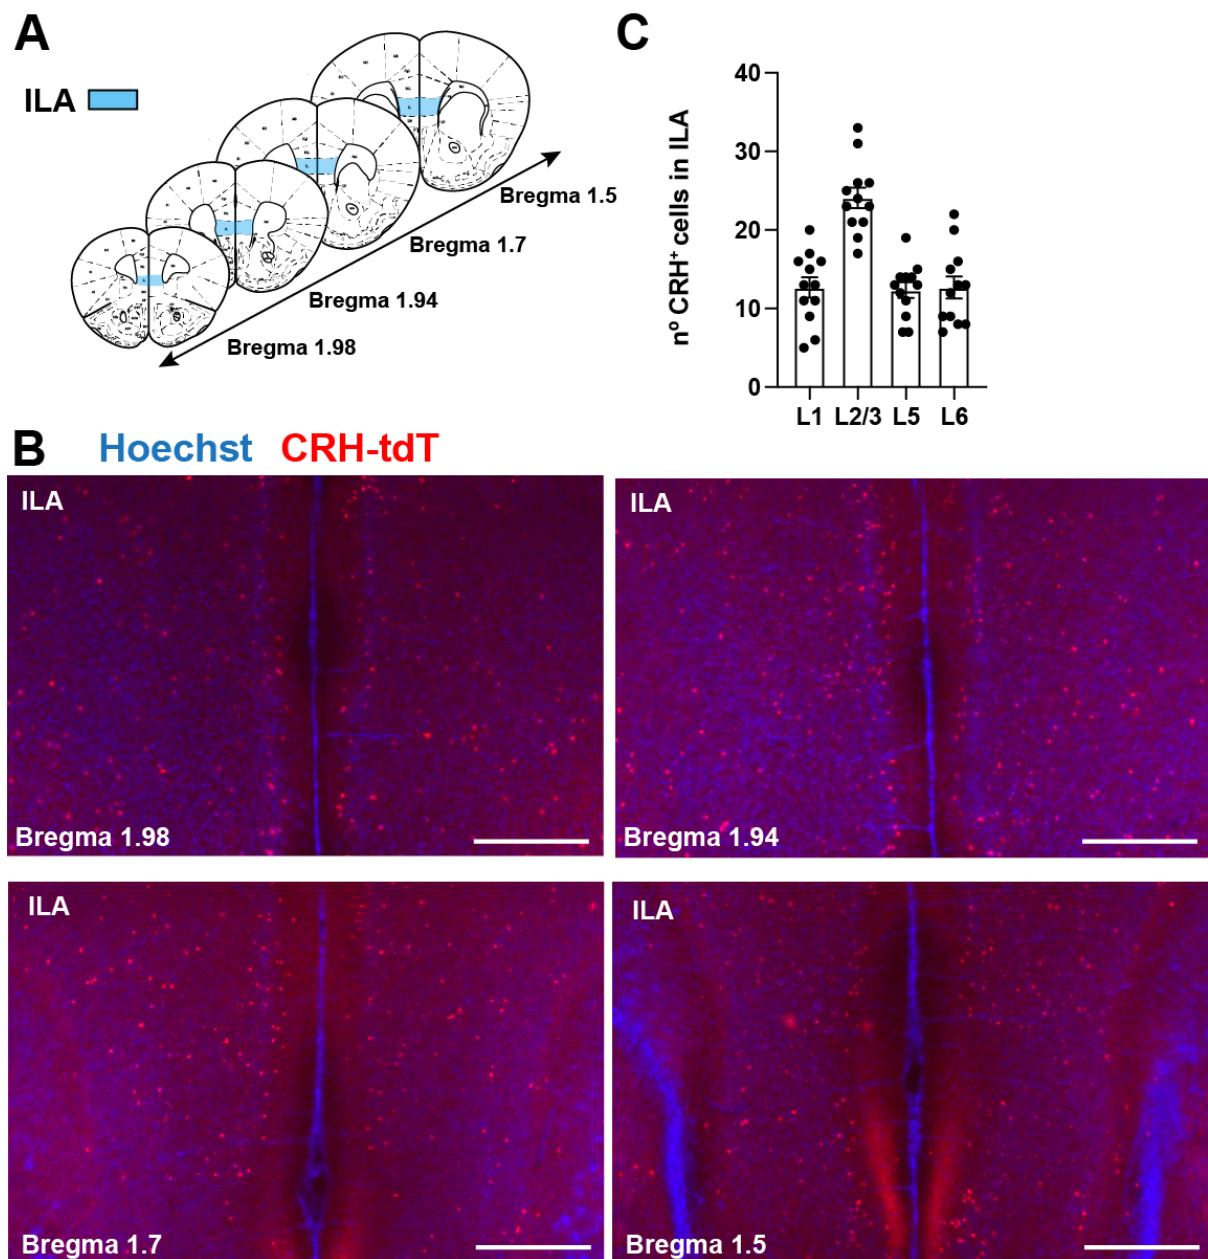 A
ILA
Bregma 1.5
Bregma 1.7
Bregma 1.94
Bregma 1.98
C
nº CRH⁺ cells in ILA
40
30
20
10
0
L1 L2/3 L5 L6
B Hoechst CRH-tdT
ILA
Bregma 1.98
ILA
Bregma 1.94
ILA
Bregma 1.7
ILA
Bregma 1.5